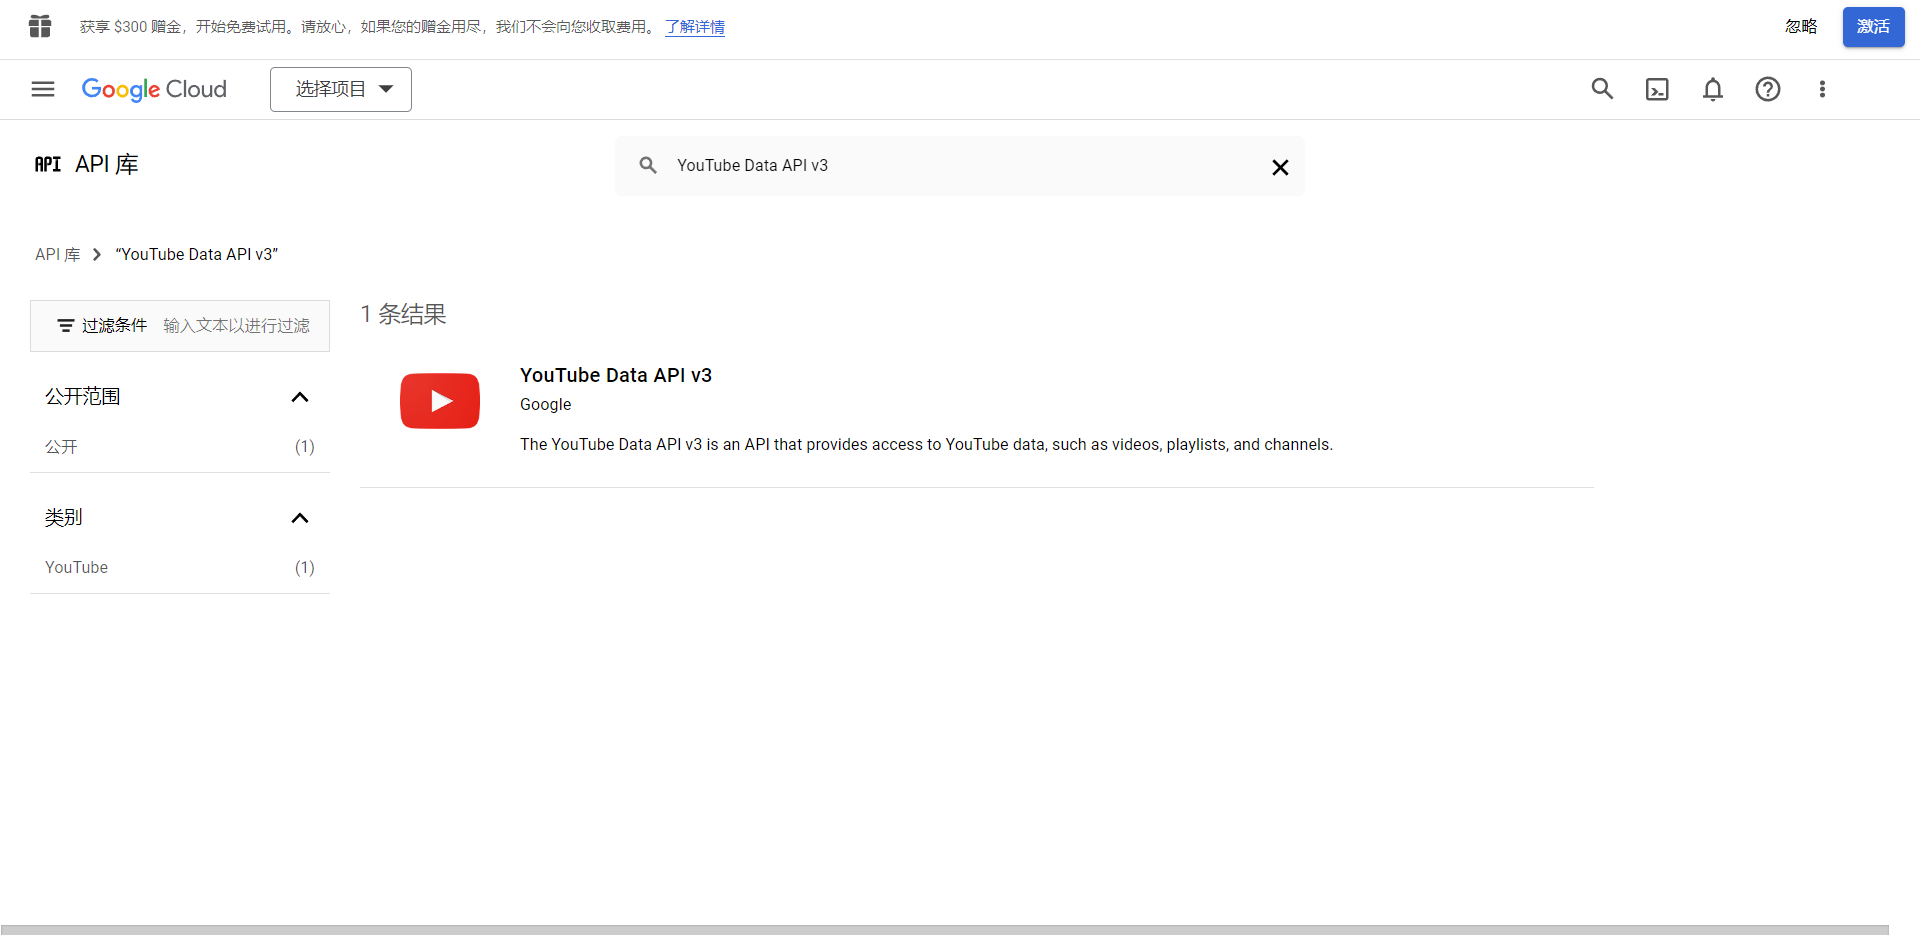 获享 $300 赠金，开始免费试用。请放心，如果您的赠金用尽，我们不会向您收取费用。 了解详情
忽略
激活
Google Cloud
选择项目
API API 库
YouTube Data API v3
API 库 “YouTube Data API v3”
过滤条件 输入文本以进行过滤
公开范围
公开 (1)
类别
YouTube (1)
1 条结果
YouTube Data API v3
Google
The YouTube Data API v3 is an API that provides access to YouTube data, such as videos, playlists, and channels.